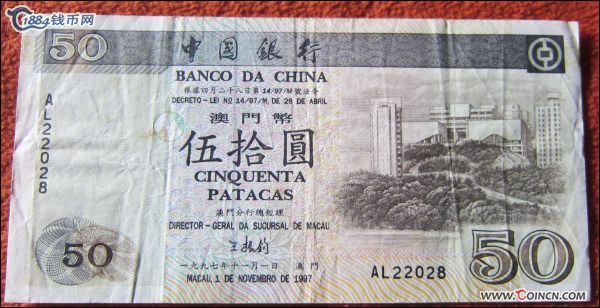 1884钱币网
50
中國銀行
BANCO DA CHINA
根據四月二十八日第14/97/M號法令
DECRETO - LEI Nº 14/97/M, DE 28 DE ABRIL
澳門幣
伍拾圓
CINQUENTA
PATACAS
澳門分行總經理
DIRECTOR - GERAL DA SUCURSAL DE MACAU
王振鈞
一九九七年十一月一日 澳門
MACAU, 1 DE NOVEMBRO DE 1997
AL22028
50
AL22028
50
www.COINCN.com